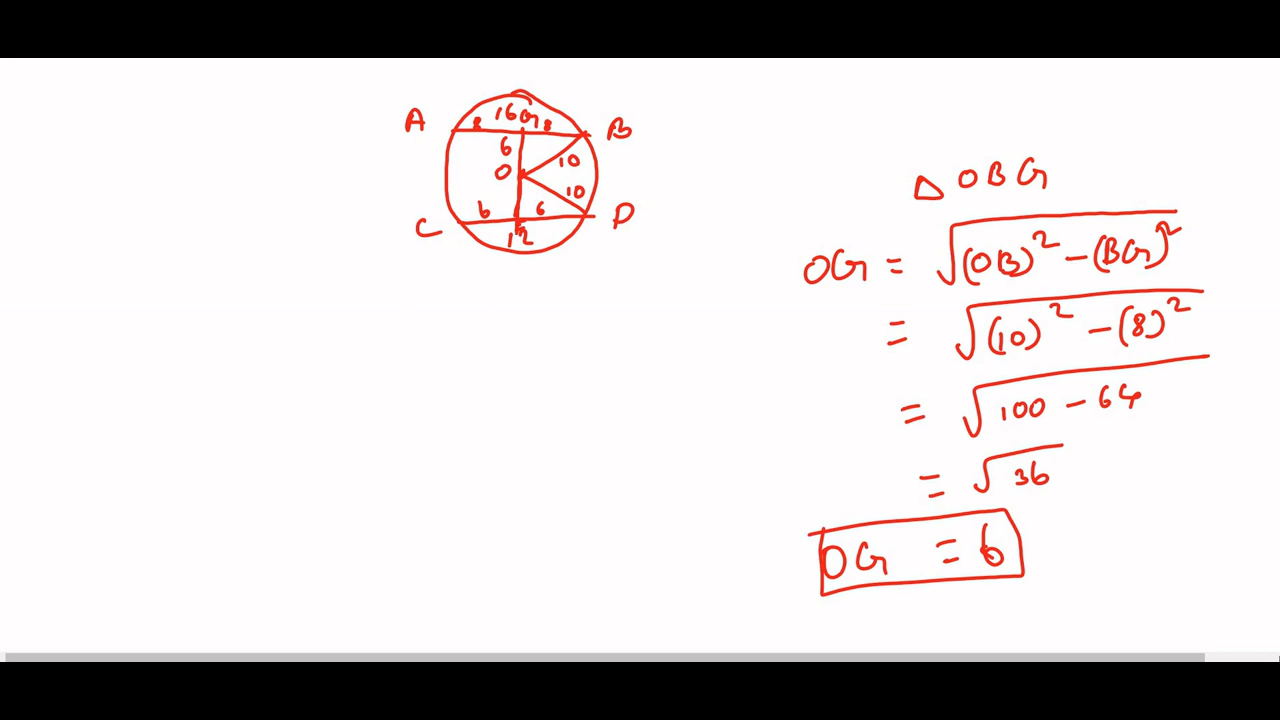 16 G
A 8 8 B
6
O 10
10
6 6
C D
12
Δ OBG
OG = √(OB)² - (BG)²
= √(10)² - (8)²
= √100 - 64
= √36
OG = 6